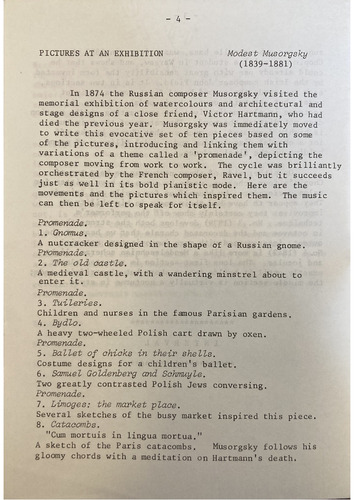 - 4 -
PICTURES AT AN EXHIBITION Modest Musorgsky
(1839-1881)
In 1874 the Russian composer Musorgsky visited the
memorial exhibition of watercolours and architectural and
stage designs of a close friend, Victor Hartmann, who had
died the previous year. Musorgsky was immediately moved
to write this evocative set of ten pieces based on some
of the pictures, introducing and linking them with
variations of a theme called a 'promenade', depicting the
composer moving from work to work. The cycle was brilliantly
orchestrated by the French composer, Ravel, but it succeeds
just as well in its bold pianistic mode. Here are the
movements and the pictures which inspired them. The music
can then be left to speak for itself.
Promenade.
1. Gnomus.
A nutcracker designed in the shape of a Russian gnome.
Promenade.
2. The old castle.
A medieval castle, with a wandering minstrel about to
enter it.
Promenade.
3. Tuileries.
Children and nurses in the famous Parisian gardens.
4. Bydlo.
A heavy two-wheeled Polish cart drawn by oxen.
Promenade.
5. Ballet of chicks in their shells.
Costume designs for a children's ballet.
6. Samuel Goldenberg and Schmuyle.
Two greatly contrasted Polish Jews conversing.
Promenade.
7. Limoges: the market place.
Several sketches of the busy market inspired this piece.
8. Catacombs.
"Cum mortuis in lingua mortua."
A sketch of the Paris catacombs. Musorgsky follows his
gloomy chords with a meditation on Hartmann's death.